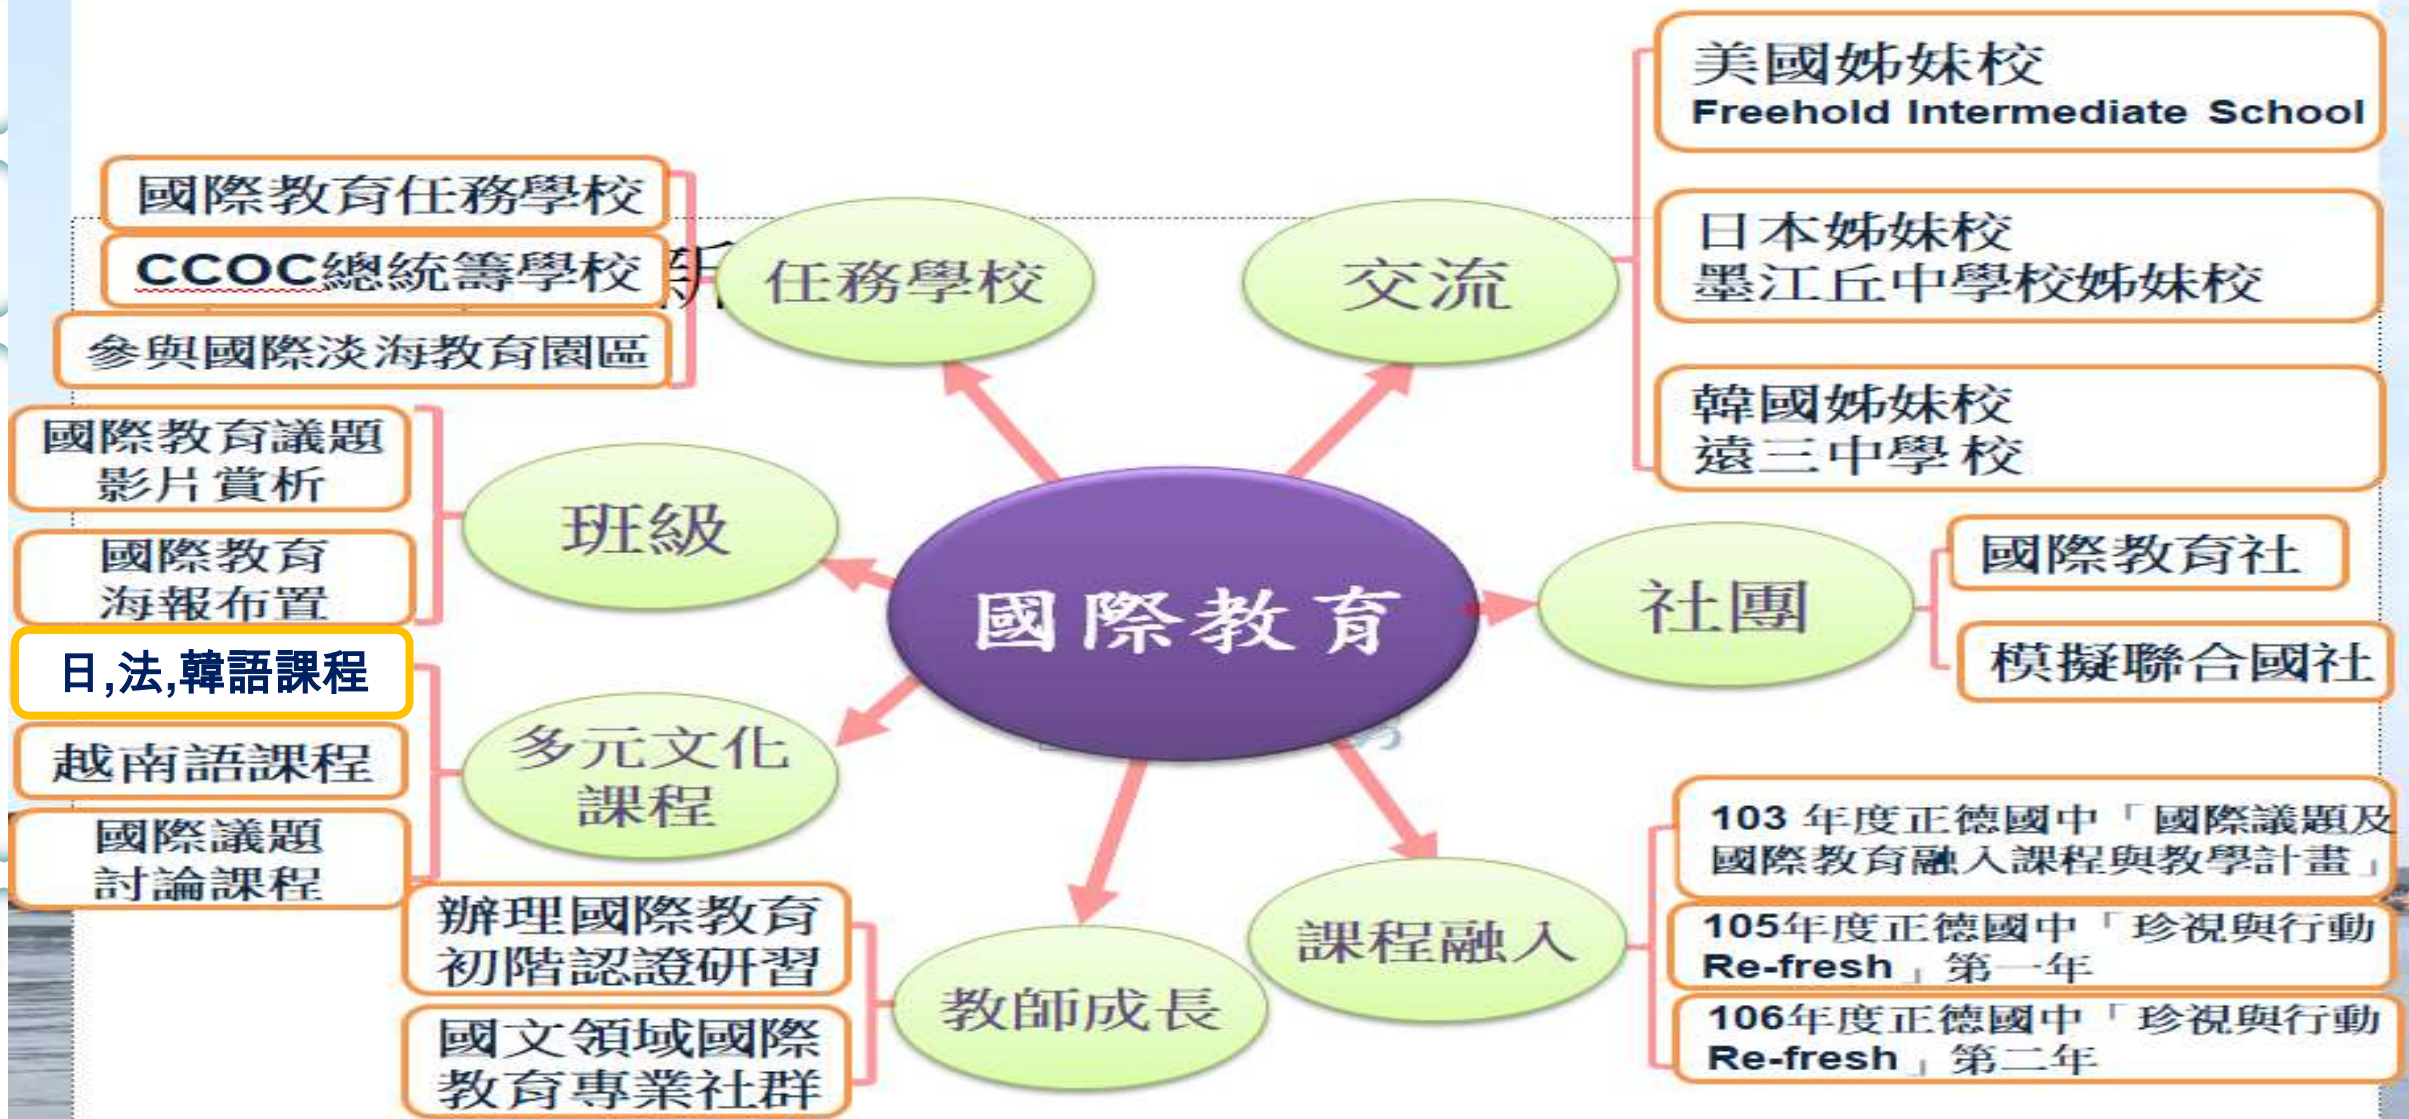 美國姊妹校
Freehold Intermediate School
日本姊妹校
墨江丘中學校姊妹校
韓國姊妹校
遠三中學校
交流
國際教育任務學校
CCOC總統籌學校
參與國際淡海教育園區
新
任務學校
國際教育議題
影片賞析
國際教育
海報布置
班級
國際教育
社團
國際教育社
模擬聯合國社
日,法,韓語課程
越南語課程
國際議題
討論課程
多元文化
課程
辦理國際教育
初階認證研習
國文領域國際
教育專業社群
教師成長
課程融入
103 年度正德國中「國際議題及
國際教育融入課程與教學計畫」
105年度正德國中「珍視與行動
Re-fresh」第一年
106年度正德國中「珍視與行動
Re-fresh」第二年